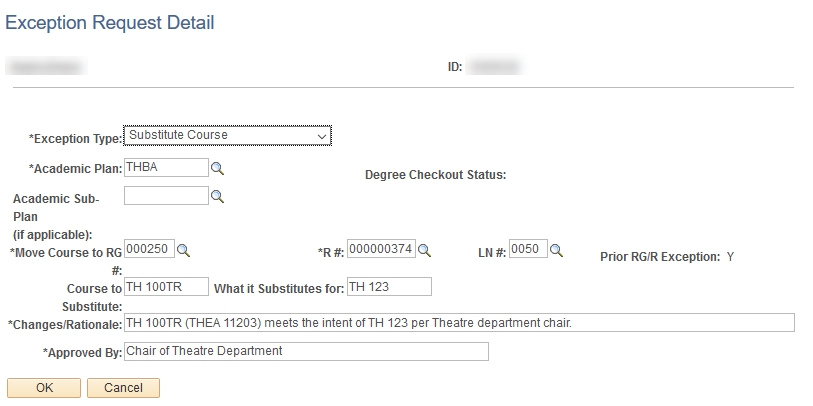 Exception Request Detail
ID:
*Exception Type: Substitute Course
*Academic Plan: THBA
Degree Checkout Status:
Academic Sub-
Plan
(if applicable):
*Move Course to RG 000250 *R #: 000000374 LN #: 0050 Prior RG/R Exception: Y
#:
Course to TH 100TR What it Substitutes for: TH 123
Substitute:
*Changes/Rationale: TH 100TR (THEA 11203) meets the intent of TH 123 per Theatre department chair.
*Approved By: Chair of Theatre Department
OK Cancel